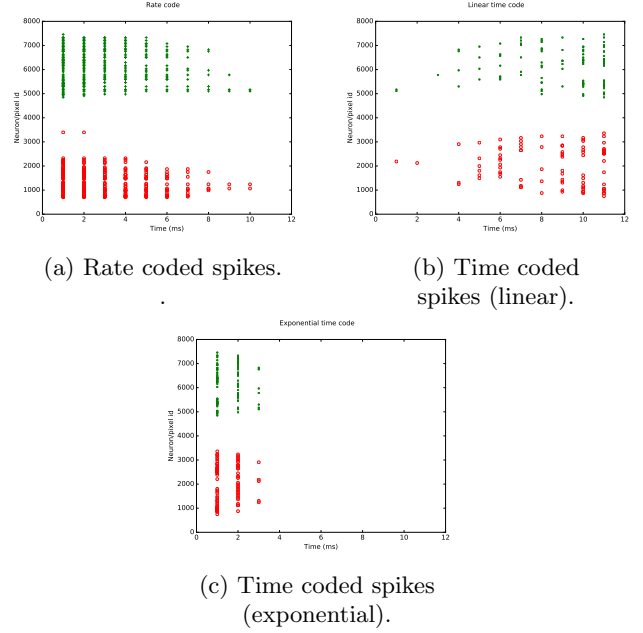 Rate code
Linear time code
8000
7000
6000
5000
4000
3000
2000
1000
0
Neuron/pixel id
0 2 4 6 8 10 12
Time (ms)
8000
7000
6000
5000
4000
3000
2000
1000
0
Neuron/pixel id
0 2 4 6 8 10 12
Time (ms)
(a) Rate coded spikes.
.
(b) Time coded
spikes (linear).
Exponential time code
8000
7000
6000
5000
4000
3000
2000
1000
0
Neuron/pixel id
0 2 4 6 8 10 12
Time (ms)
(c) Time coded spikes
(exponential).